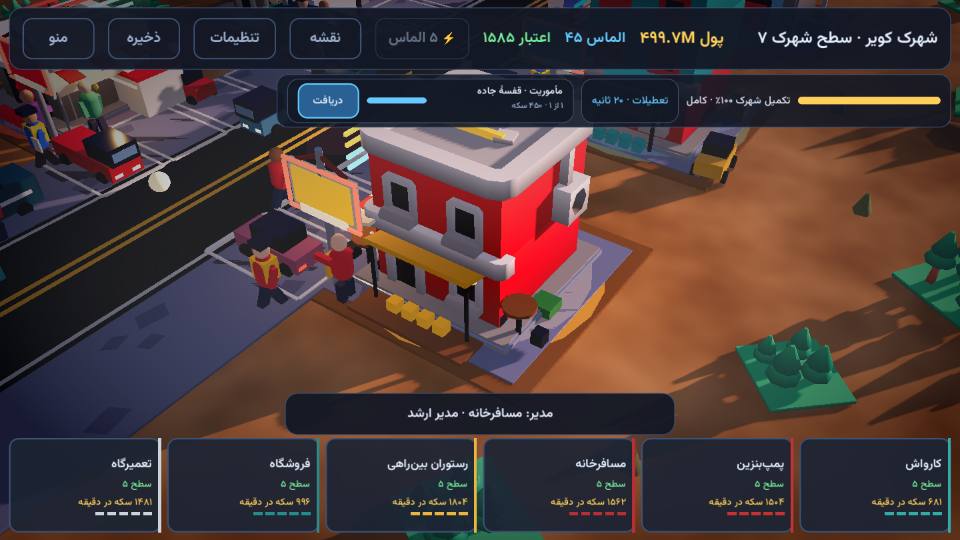 شهرک کویر · سطح شهرک ۷
پول ۴۹۹.۷M
الماس ۴۵
اعتبار ۱۵۸۵
⚡ ۵ الماس
نقشه
تنظیمات
ذخیره
منو
تکمیل شهرک ۱۰۰٪ · کامل
تعطیلات · ۲۰ ثانیه
مأموریت · قفسهٔ جاده
۱ از ۱ · ۴۵۰ سکه
دریافت
مدیر: مسافرخانه · مدیر ارشد
کارواش
سطح ۵
۶۸۱ سکه در دقیقه
پمپ‌بنزین
سطح ۵
۱۵۰۴ سکه در دقیقه
مسافرخانه
سطح ۵
۱۵۶۲ سکه در دقیقه
رستوران بین‌راهی
سطح ۵
۱۸۰۴ سکه در دقیقه
فروشگاه
سطح ۵
۹۹۶ سکه در دقیقه
تعمیرگاه
سطح ۵
۱۴۸۱ سکه در دقیقه